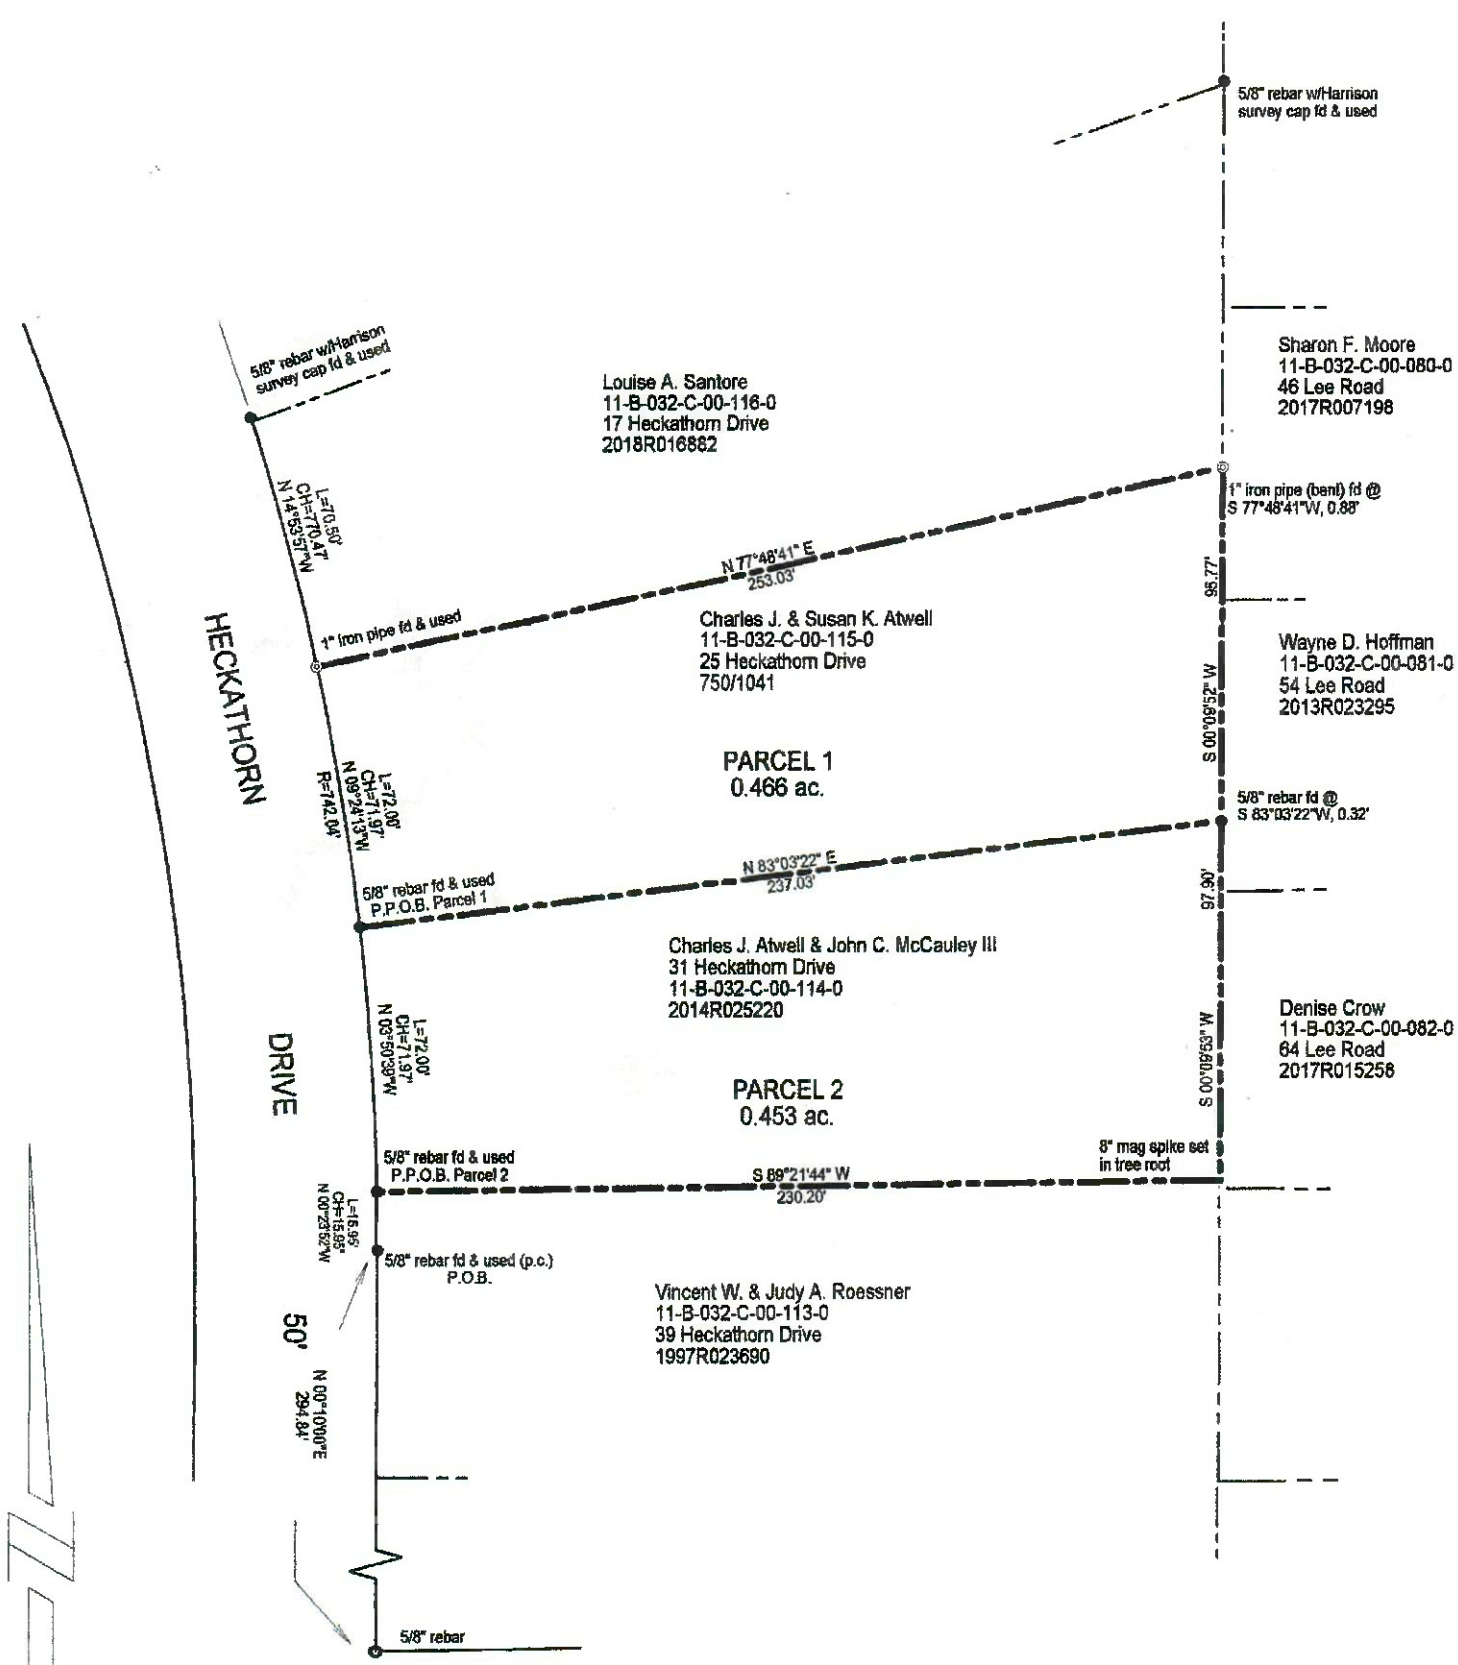 5/8" rebar w/Harrison
survey cap fd & used
5/8" rebar w/Harrison
survey cap fd & used
Sharon F. Moore
11-B-032-C-00-080-0
46 Lee Road
2017R007198
Louise A. Santore
11-B-032-C-00-116-0
17 Heckathorn Drive
2018R016882
L=70.50'
CH=770.47'
N 14°53'57"W
1" iron pipe (bent) fd @
S 77°48'41"W, 0.88'
N 77°48'41" E
253.03'
1" iron pipe fd & used
Charles J. & Susan K. Atwell
11-B-032-C-00-115-0
25 Heckathorn Drive
750/1041
S 00°09'52" W
Wayne D. Hoffman
11-B-032-C-00-081-0
54 Lee Road
2013R023295
HECKATHORN
PARCEL 1
0.466 ac.
L=72.00'
CH=71.97'
N 09°24'13"W
R=742.04'
5/8" rebar fd @
S 83°03'22"W, 0.32'
N 83°03'22" E
237.03'
5/8" rebar fd & used
P.P.O.B. Parcel 1
97.90'
Charles J. Atwell & John C. McCauley III
31 Heckathorn Drive
11-B-032-C-00-114-0
2014R025220
Denise Crow
11-B-032-C-00-082-0
64 Lee Road
2017R015258
L=72.00'
CH=71.97'
N 03°50'39"W
S 00°09'53" W
DRIVE
PARCEL 2
0.453 ac.
8" mag spike set
in tree root
5/8" rebar fd & used
P.P.O.B. Parcel 2
S 89°21'44" W
230.20'
N 00°23'52"W
5/8" rebar fd & used (p.c.)
P.O.B.
Vincent W. & Judy A. Roessner
11-B-032-C-00-113-0
39 Heckathorn Drive
1997R023690
50'
N 00°10'00"E
294.84'
5/8" rebar
N